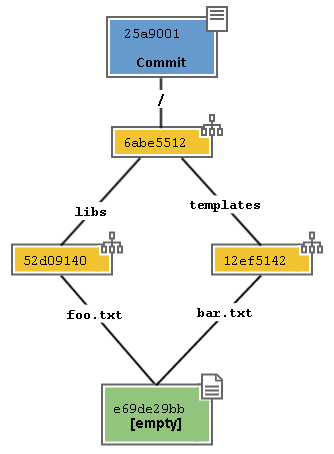 25a9001
Commit
/
6abe5512
libs
templates
52d09140
12ef5142
foo.txt
bar.txt
e69de29bb
[empty]